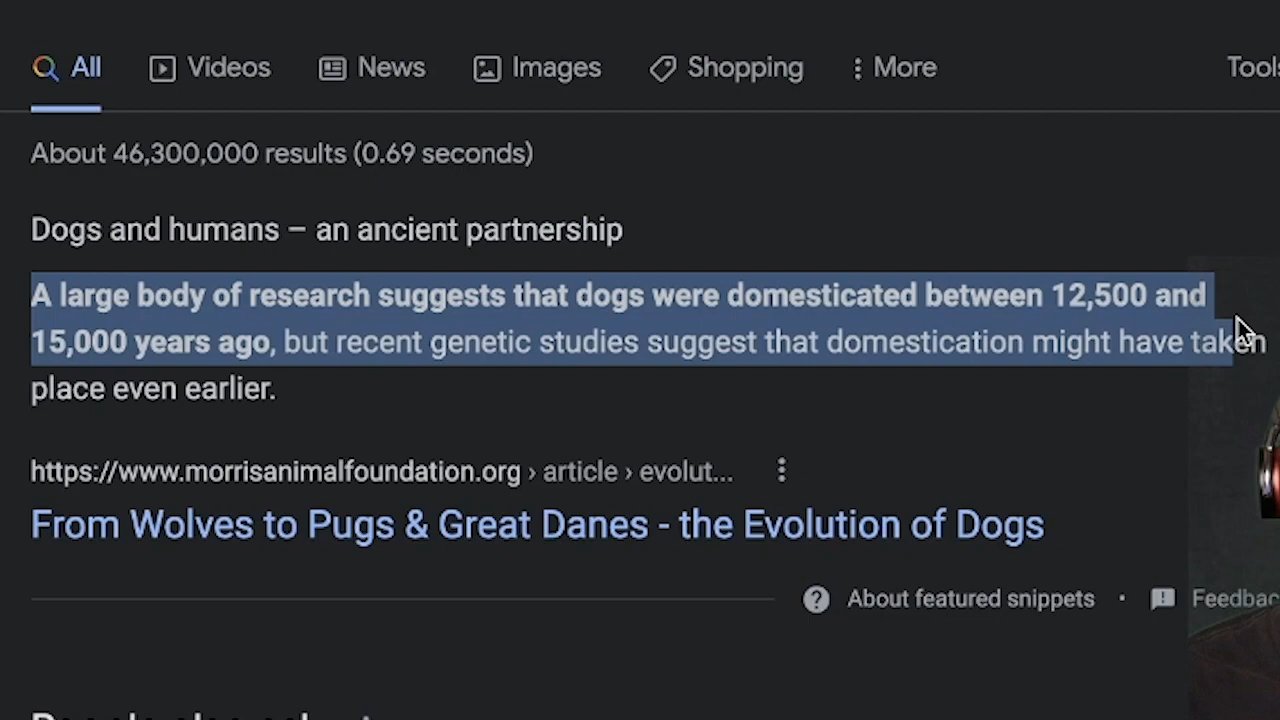 All Videos News Images Shopping More Tools
About 46,300,000 results (0.69 seconds)
Dogs and humans – an ancient partnership
A large body of research suggests that dogs were domesticated between 12,500 and
15,000 years ago, but recent genetic studies suggest that domestication might have taken
place even earlier.
https://www.morrisanimalfoundation.org › article › evolut...
From Wolves to Pugs & Great Danes - the Evolution of Dogs
About featured snippets • Feedbac